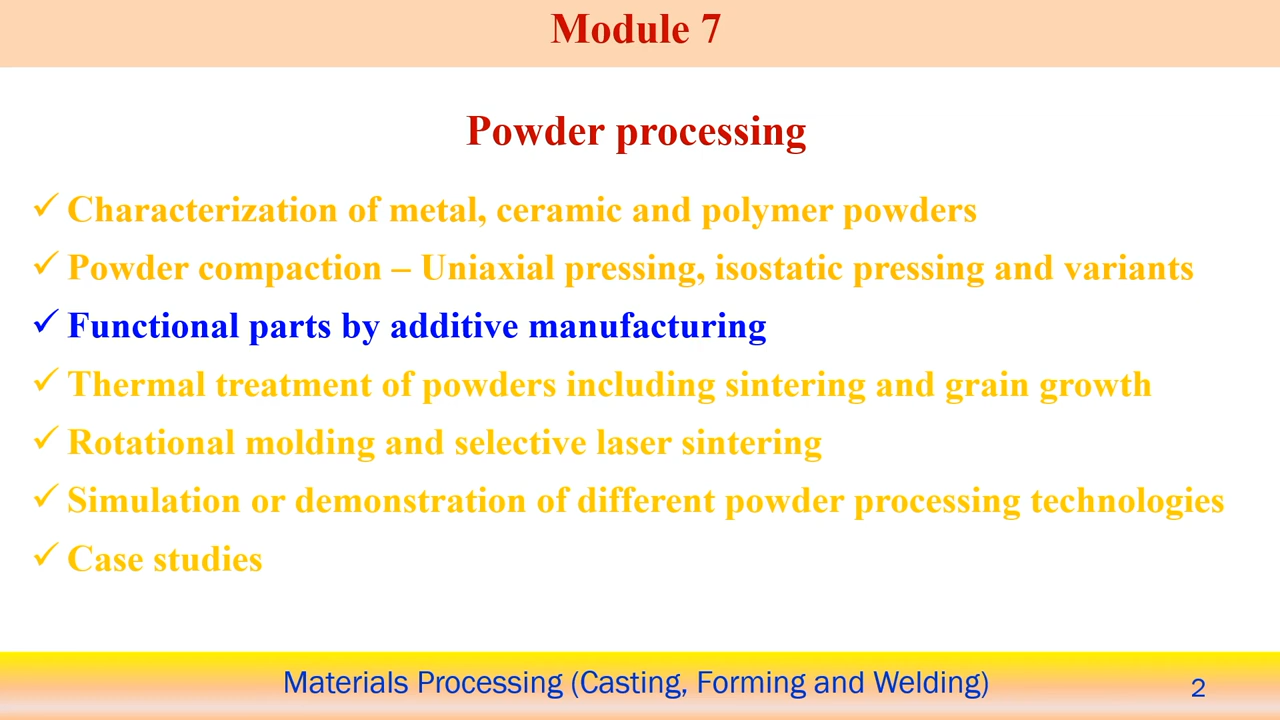 Module 7
Powder processing
✓ Characterization of metal, ceramic and polymer powders
✓ Powder compaction – Uniaxial pressing, isostatic pressing and variants
✓ Functional parts by additive manufacturing
✓ Thermal treatment of powders including sintering and grain growth
✓ Rotational molding and selective laser sintering
✓ Simulation or demonstration of different powder processing technologies
✓ Case studies
Materials Processing (Casting, Forming and Welding) 2